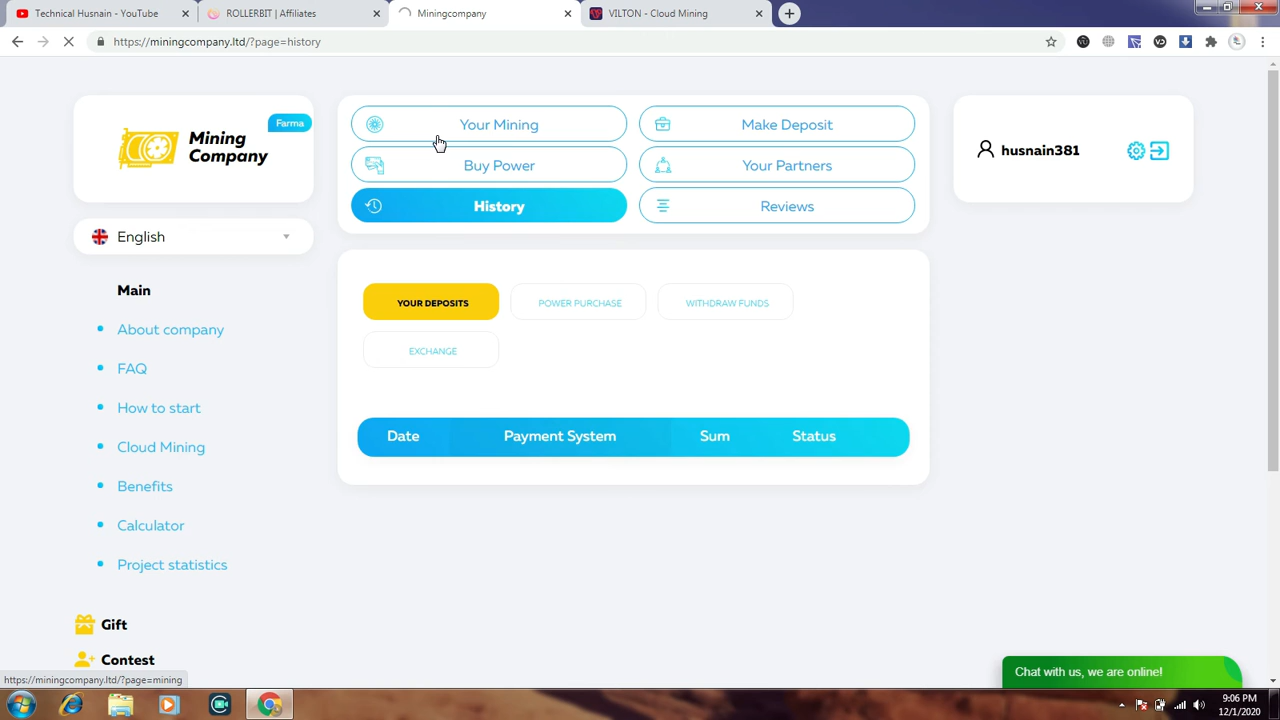 Technical Husnain - YouTube
ROLLERBIT | Affiliates
Miningcompany
VILTON - Cloud Mining
https://miningcompany.ltd/?page=history
Mining
Company
Farma
Your Mining
Make Deposit
Buy Power
Your Partners
History
Reviews
husnain381
English
Main
About company
FAQ
How to start
Cloud Mining
Benefits
Calculator
Project statistics
Gift
Contest
YOUR DEPOSITS
POWER PURCHASE
WITHDRAW FUNDS
EXCHANGE
Date Payment System Sum Status
Chat with us, we are online!
https://miningcompany.ltd/?page=mining
9:06 PM
12/1/2020